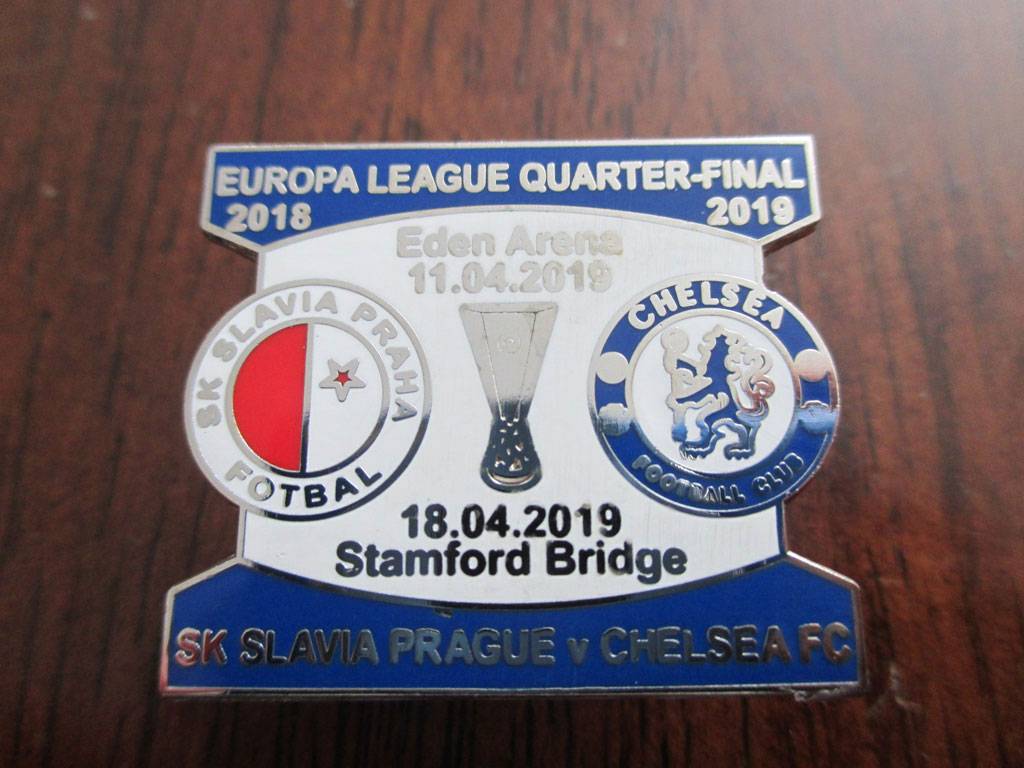 EUROPA LEAGUE QUARTER-FINAL
2018 2019
Eden Arena
11.04.2019
SK SLAVIA PRAHA
FOTBAL
CHELSEA
FOOTBALL CLUB
18.04.2019
Stamford Bridge
SK SLAVIA PRAGUE v CHELSEA FC